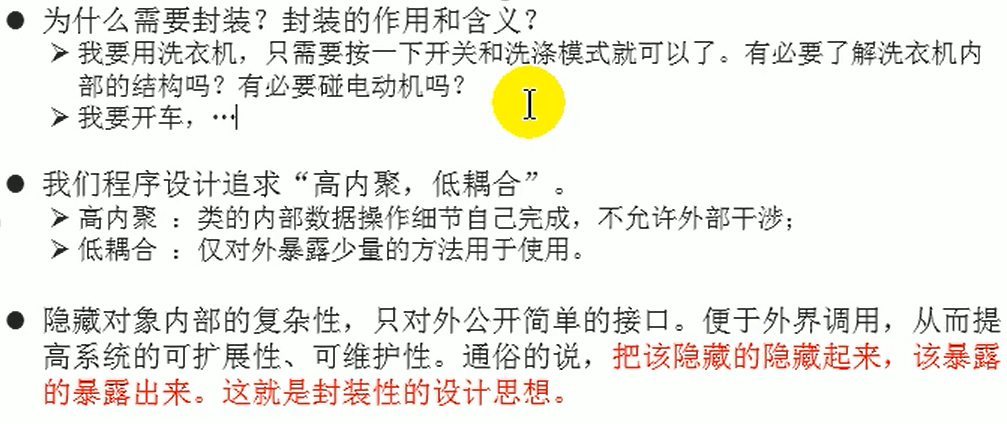 ● 为什么需要封装？封装的作用和含义？
➢ 我要用洗衣机，只需要按一下开关和洗涤模式就可以了。有必要了解洗衣机内
部的结构吗？有必要碰电动机吗？
➢ 我要开车，…
● 我们程序设计追求“高内聚，低耦合”。
➢ 高内聚 ：类的内部数据操作细节自己完成，不允许外部干涉；
➢ 低耦合 ：仅对外暴露少量的方法用于使用。
● 隐藏对象内部的复杂性，只对外公开简单的接口。便于外界调用，从而提
高系统的可扩展性、可维护性。通俗的说，把该隐藏的隐藏起来，该暴露
的暴露出来。这就是封装性的设计思想。